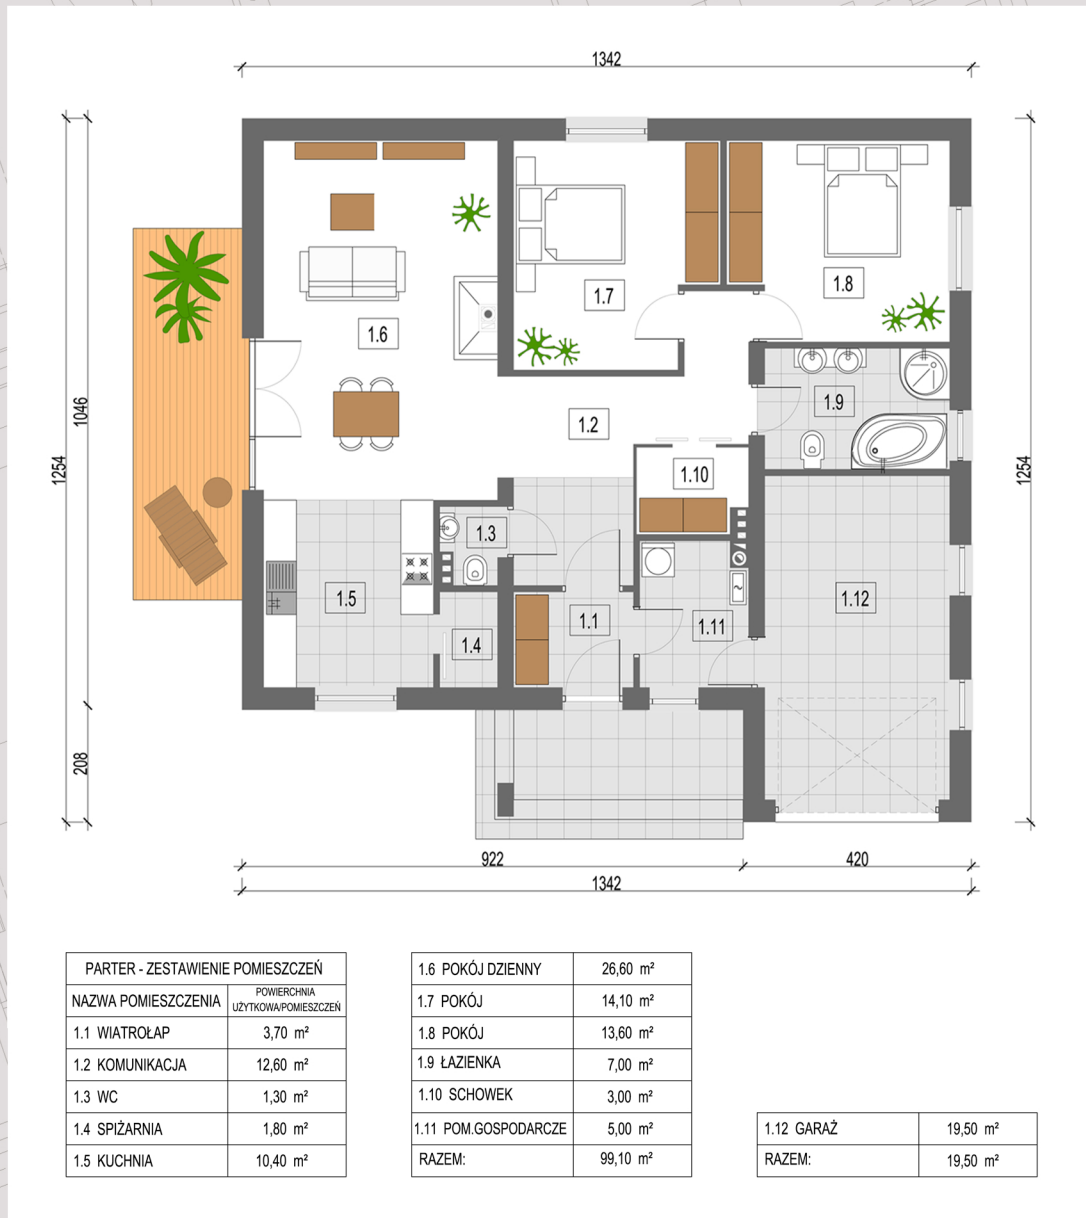 1342
1046
1254
208
1254
1.6
1.7
1.8
1.2
1.9
1.10
1.3
1.5
1.4
1.1
1.11
1.12
922
420
1342
PARTER - ZESTAWIENIE POMIESZCZEŃ
NAZWA POMIESZCZENIA POWIERCHNIA
UŻYTKOWA/POMIESZCZEŃ
1.1 WIATROŁAP 3,70 m²
1.2 KOMUNIKACJA 12,60 m²
1.3 WC 1,30 m²
1.4 SPIŻARNIA 1,80 m²
1.5 KUCHNIA 10,40 m²
1.6 POKÓJ DZIENNY 26,60 m²
1.7 POKÓJ 14,10 m²
1.8 POKÓJ 13,60 m²
1.9 ŁAZIENKA 7,00 m²
1.10 SCHOWEK 3,00 m²
1.11 POM.GOSPODARCZE 5,00 m²
RAZEM: 99,10 m²
1.12 GARAŻ 19,50 m²
RAZEM: 19,50 m²